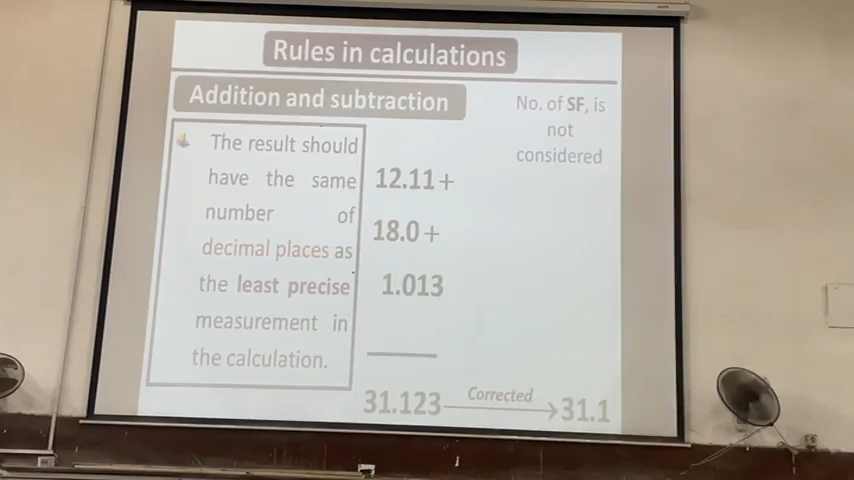 Rules in calculations
Addition and subtraction
No. of SF, is
not
considered
The result should
have the same
number of
decimal places as
the least precise
measurement in
the calculation.
12.11+
18.0+
1.013
31.123 Corrected 31.1